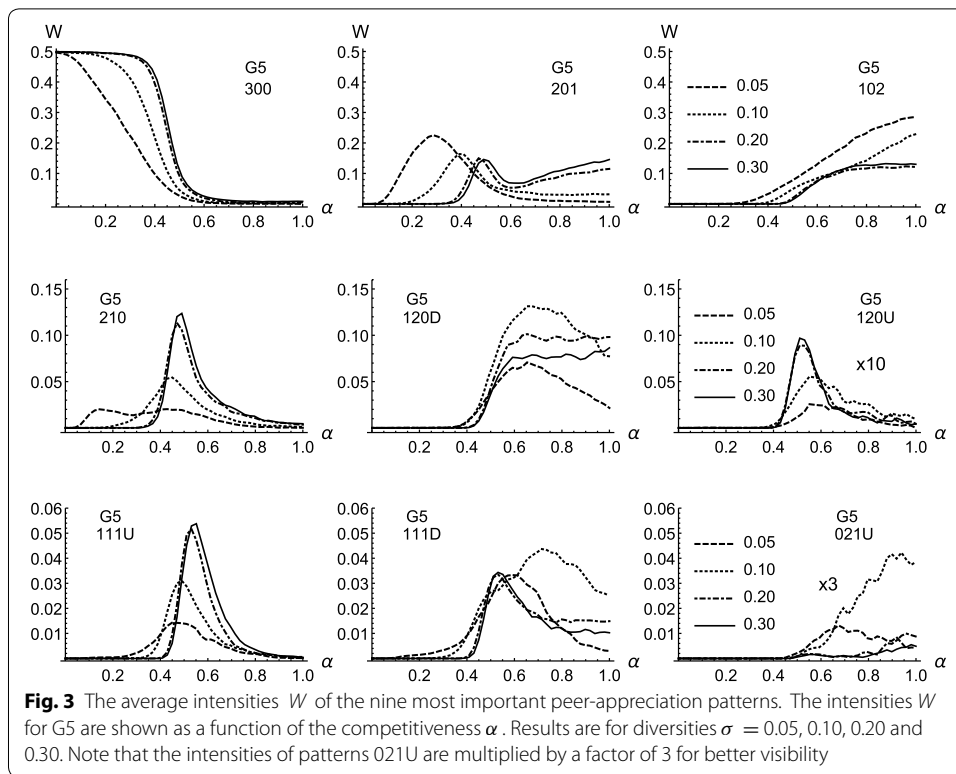 W W W
0.5 0.5 0.5
G5 G5 G5
300 201 102
0.4 0.4 0.4
0.05
0.3 0.3 0.3
0.10
0.2 0.2 0.2
0.20
0.1 0.1 0.1
0.30
0.2 0.4 0.6 0.8 1.0 α 0.2 0.4 0.6 0.8 1.0 α 0.2 0.4 0.6 0.8 1.0 α
0.15 0.15 0.15
G5 G5 G5
210 120D 120U
0.05
0.10 0.10 0.10
0.10
x10
0.20
0.05 0.05 0.05
0.30
0.2 0.4 0.6 0.8 1.0 α 0.2 0.4 0.6 0.8 1.0 α 0.2 0.4 0.6 0.8 1.0 α
0.06 0.06 0.06
G5 G5 G5
111U 111D 021U
0.05 0.05 0.05
0.05
0.04 0.04 0.04
0.10
0.03 0.03 0.03
x3
0.02 0.02 0.02
0.20
0.01 0.01 0.01
0.30
0.2 0.4 0.6 0.8 1.0 α 0.2 0.4 0.6 0.8 1.0 α 0.2 0.4 0.6 0.8 1.0 α
Fig. 3 The average intensities W of the nine most important peer-appreciation patterns. The intensities W
for G5 are shown as a function of the competitiveness α . Results are for diversities σ = 0.05, 0.10, 0.20 and
0.30. Note that the intensities of patterns 021U are multiplied by a factor of 3 for better visibility